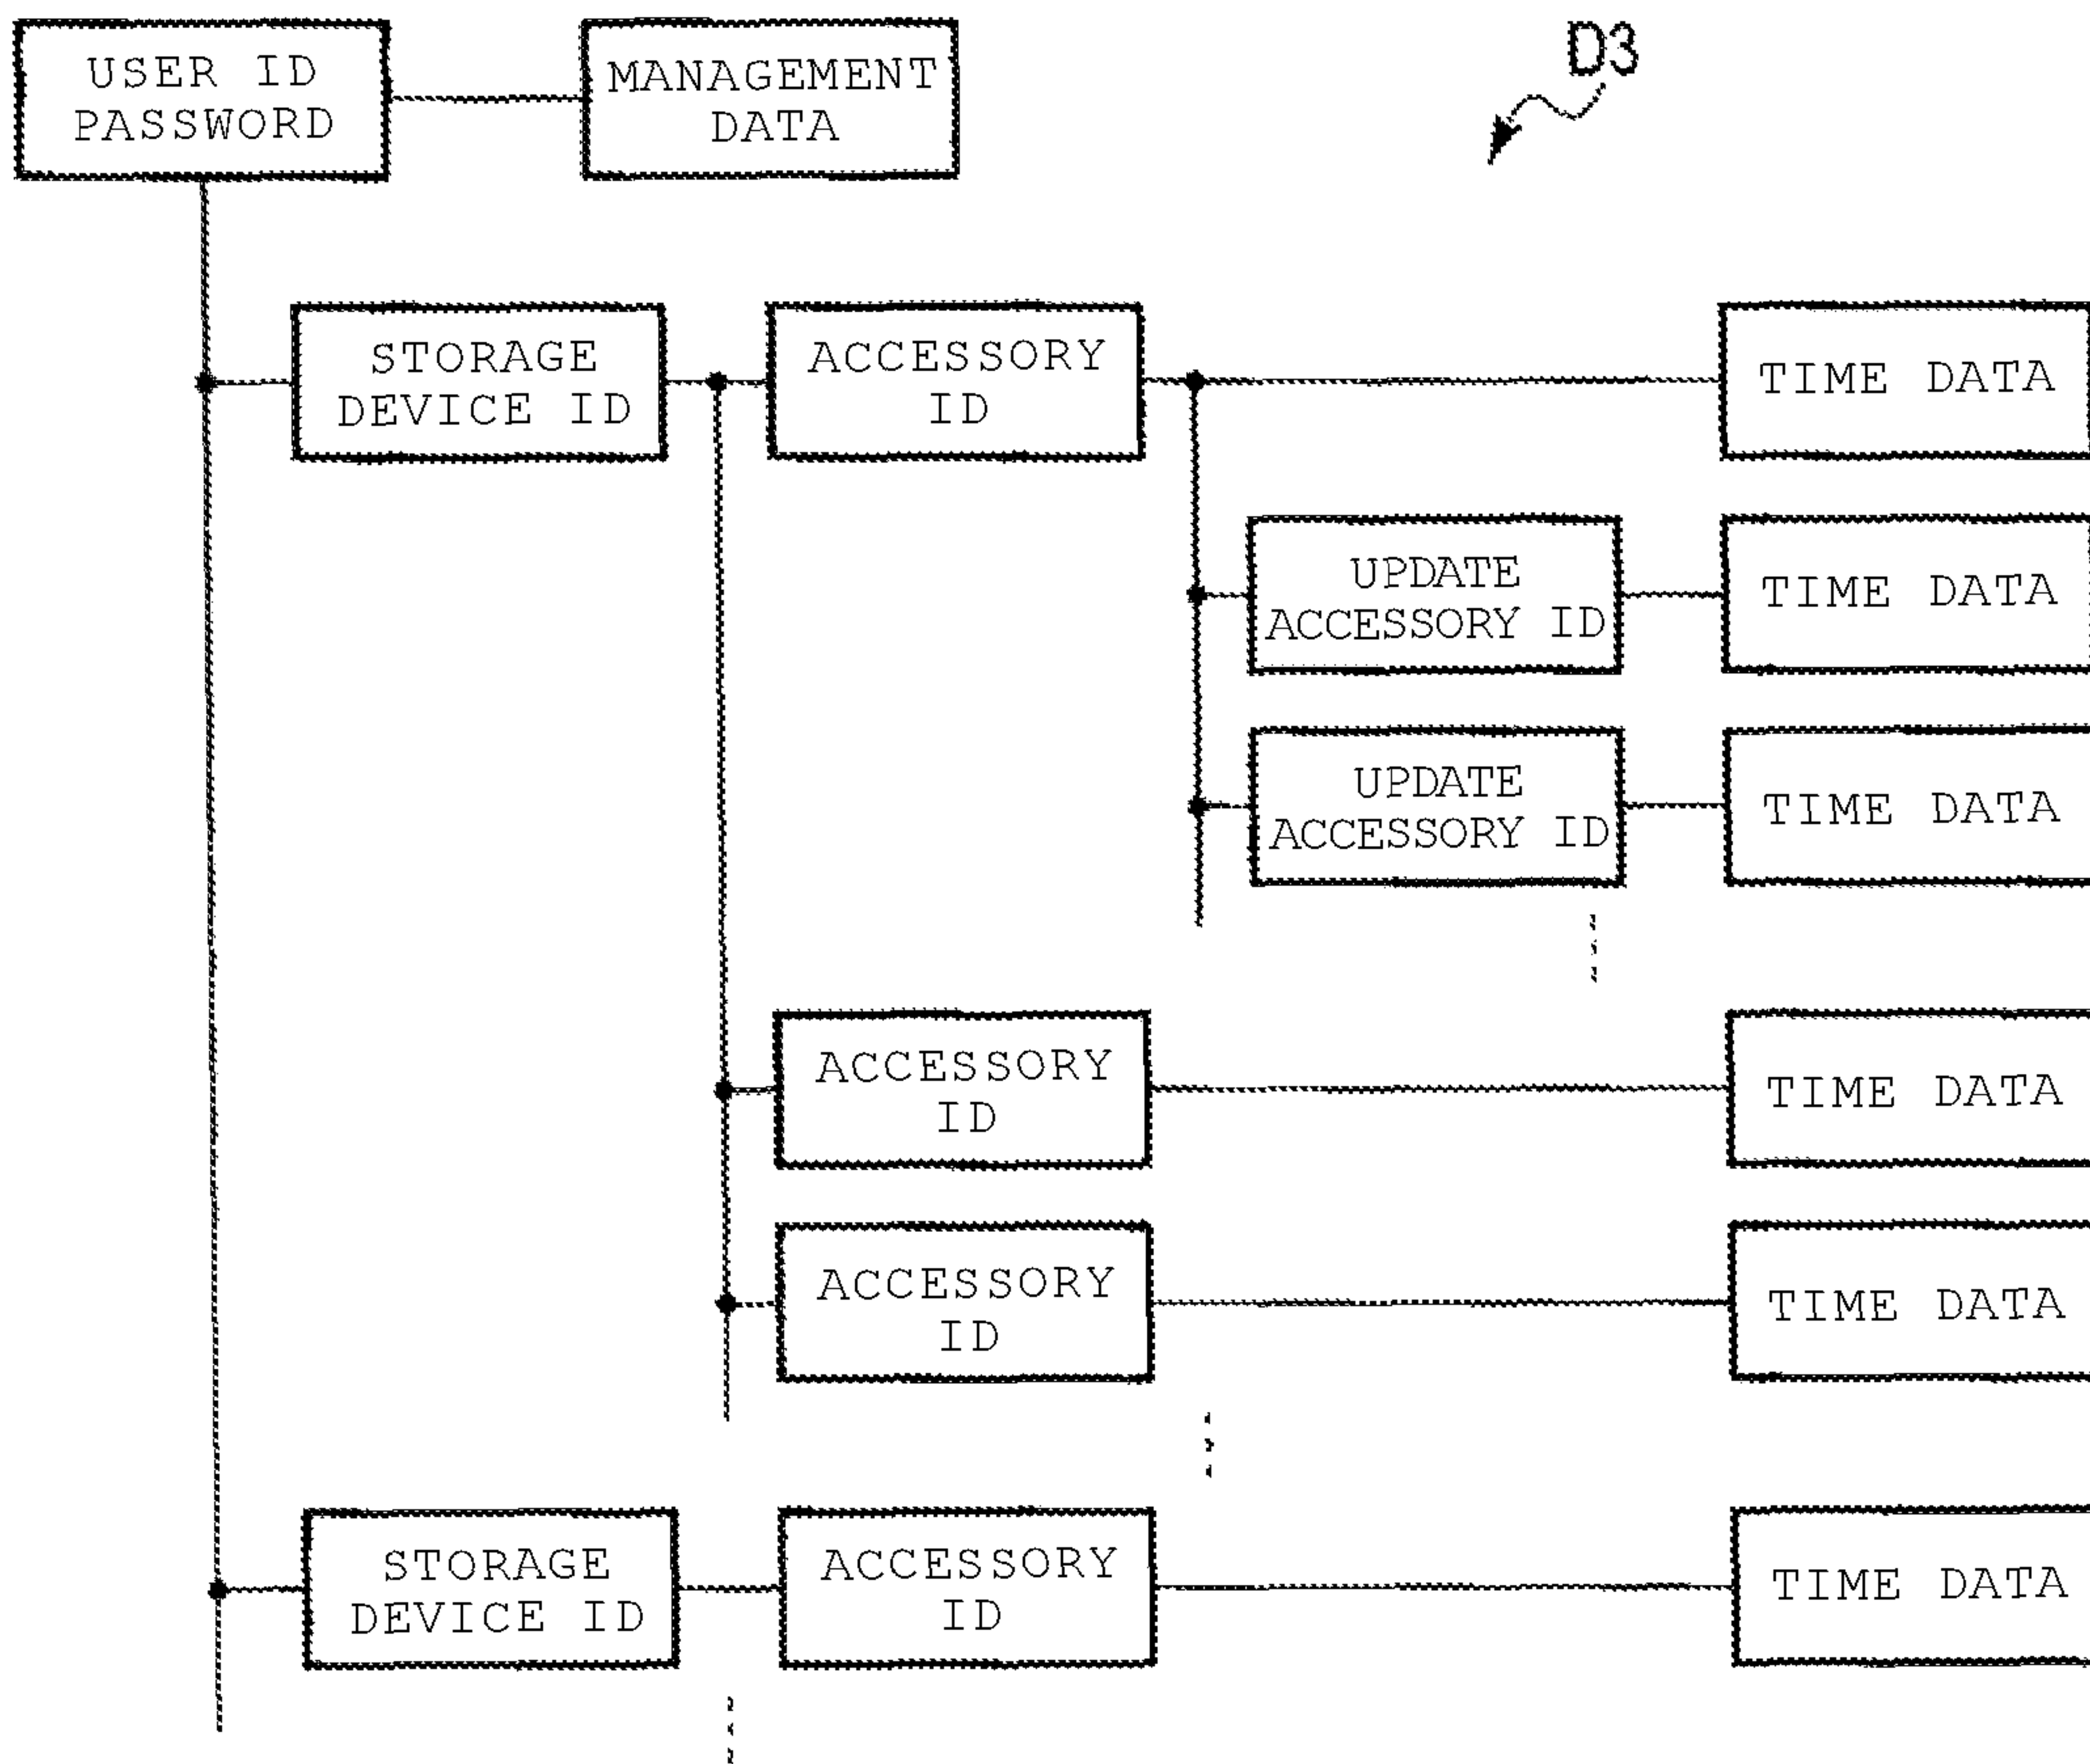 USER ID
PASSWORD
MANAGEMENT
DATA
D3
STORAGE
DEVICE ID
ACCESSORY
ID
TIME DATA
UPDATE
ACCESSORY ID
TIME DATA
UPDATE
ACCESSORY ID
TIME DATA
ACCESSORY
ID
TIME DATA
ACCESSORY
ID
TIME DATA
STORAGE
DEVICE ID
ACCESSORY
ID
TIME DATA